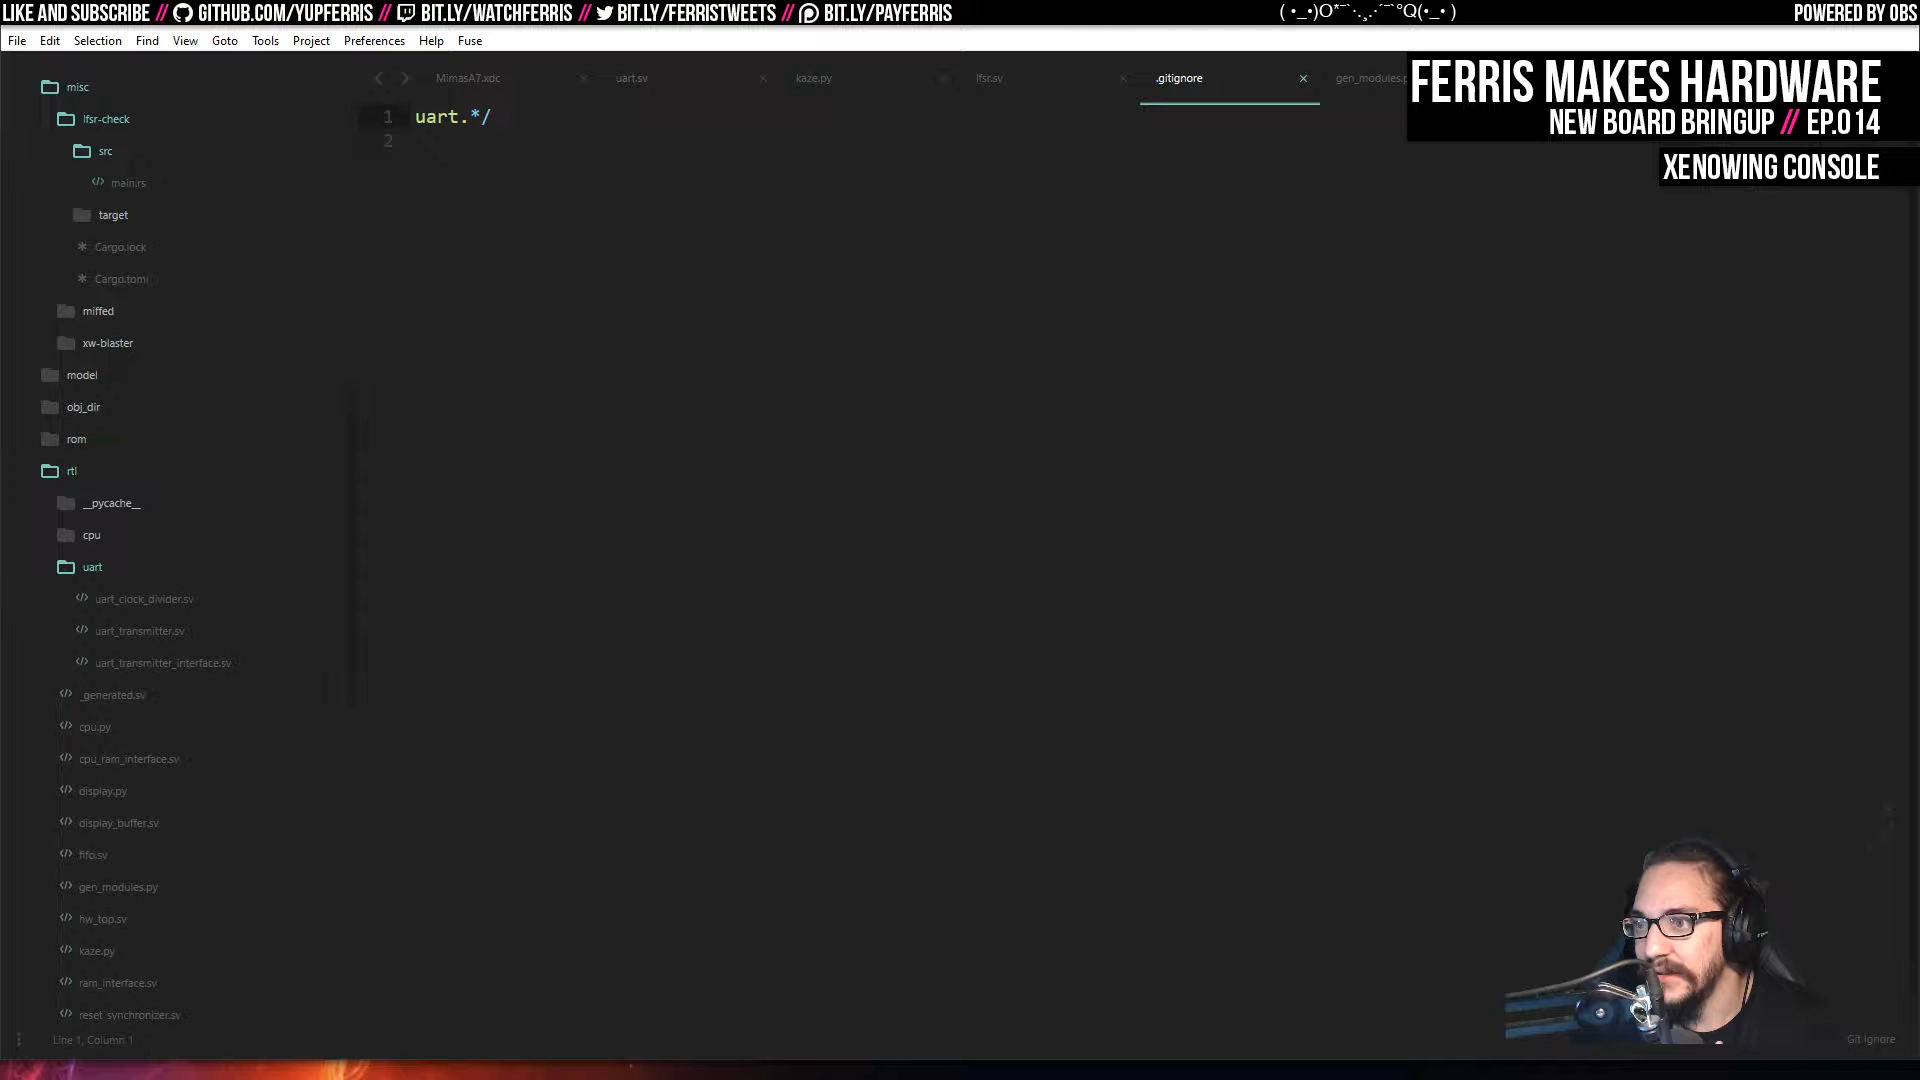 LIKE AND SUBSCRIBE // GITHUB.COM/YUPFERRIS // BIT.LY/WATCHFERRIS // BIT.LY/FERRISTWEETS // BIT.LY/PAYFERRIS
( •_•)O*¯`·.¸.·´¯`°Q(•_• )
POWERED BY OBS
File Edit Selection Find View Goto Tools Project Preferences Help Fuse
MimasA7.xdc uart.sv kaze.py lfsr.sv .gitignore gen_modules.p
FERRIS MAKES HARDWARE
NEW BOARD BRINGUP // EP.014
XENOWING CONSOLE
1 uart.*/
2
misc
lfsr-check
src
main.rs
target
Cargo.lock
Cargo.toml
miffed
xw-blaster
model
obj_dir
rom
rtl
__pycache__
cpu
uart
uart_clock_divider.sv
uart_transmitter.sv
uart_transmitter_interface.sv
_generated.sv
cpu.py
cpu_ram_interface.sv
display.py
display_buffer.sv
fifo.sv
gen_modules.py
hw_top.sv
kaze.py
ram_interface.sv
reset_synchronizer.sv
Line 1, Column 1
Git Ignore